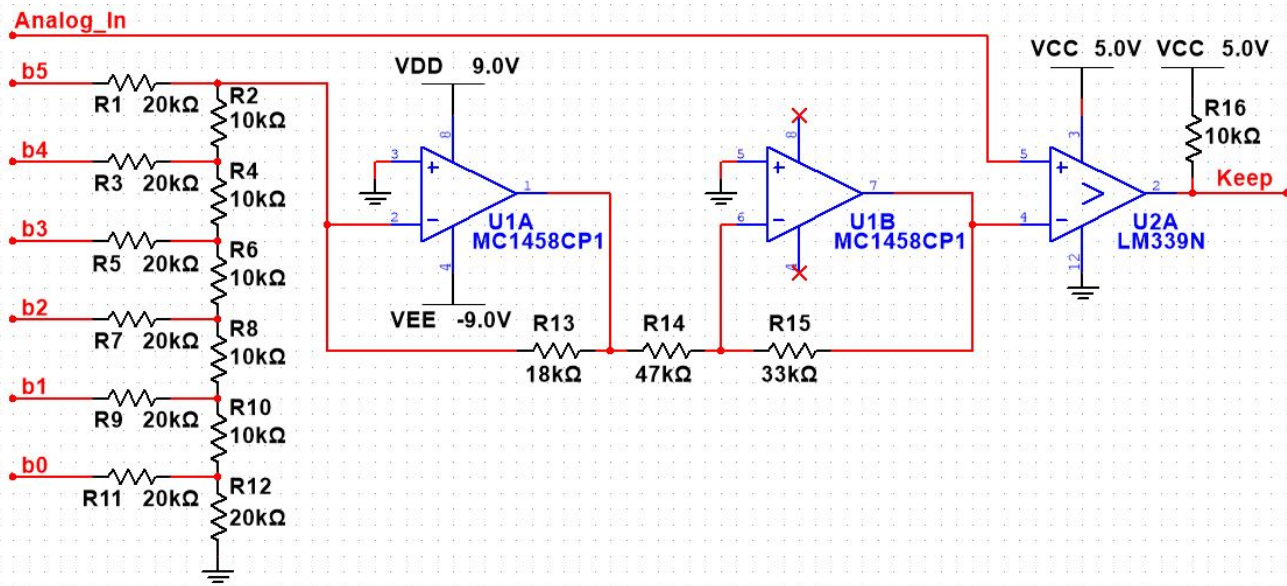 Analog_In
b5
R1 20kΩ
R2
10kΩ
b4
R3 20kΩ
R4
10kΩ
b3
R5 20kΩ
R6
10kΩ
b2
R7 20kΩ
R8
10kΩ
b1
R9 20kΩ
R10
10kΩ
b0
R11 20kΩ
R12
20kΩ
VDD 9.0V
8
3
+
2
−
1
4
U1A
MC1458CP1
VEE -9.0V
R13
18kΩ
R14
47kΩ
R15
33kΩ
8
5
+
6
−
7
4
U1B
MC1458CP1
VCC 5.0V
VCC 5.0V
3
5
+
4
−
>
2
12
U2A
LM339N
R16
10kΩ
Keep